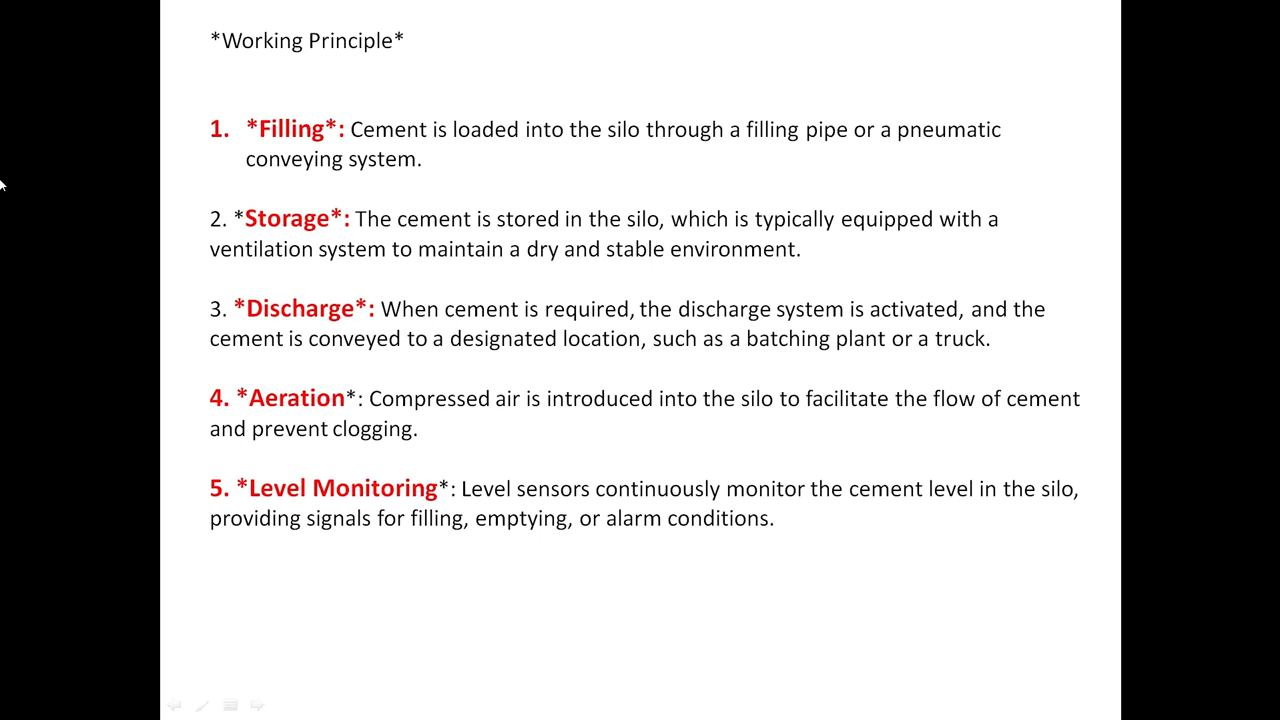 *Working Principle*
1. *Filling*: Cement is loaded into the silo through a filling pipe or a pneumatic
conveying system.
2. *Storage*: The cement is stored in the silo, which is typically equipped with a
ventilation system to maintain a dry and stable environment.
3. *Discharge*: When cement is required, the discharge system is activated, and the
cement is conveyed to a designated location, such as a batching plant or a truck.
4. *Aeration*: Compressed air is introduced into the silo to facilitate the flow of cement
and prevent clogging.
5. *Level Monitoring*: Level sensors continuously monitor the cement level in the silo,
providing signals for filling, emptying, or alarm conditions.